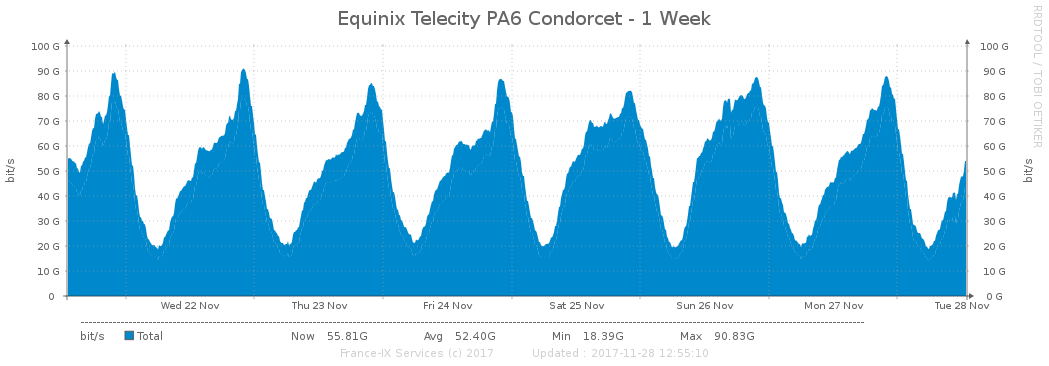 Equinix Telecity PA6 Condorcet - 1 Week
RRDTOOL / TOBI OETIKER
100 G 100 G
90 G 90 G
80 G 80 G
70 G 70 G
60 G 60 G
50 G 50 G
40 G 40 G
30 G 30 G
20 G 20 G
10 G 10 G
0 0 G
bit/s bit/s
Wed 22 Nov Thu 23 Nov Fri 24 Nov Sat 25 Nov Sun 26 Nov Mon 27 Nov Tue 28 Nov
bit/s Total Now 55.81G Avg 52.40G Min 18.39G Max 90.83G
France-IX Services (c) 2017 Updated : 2017-11-28 12:55:10